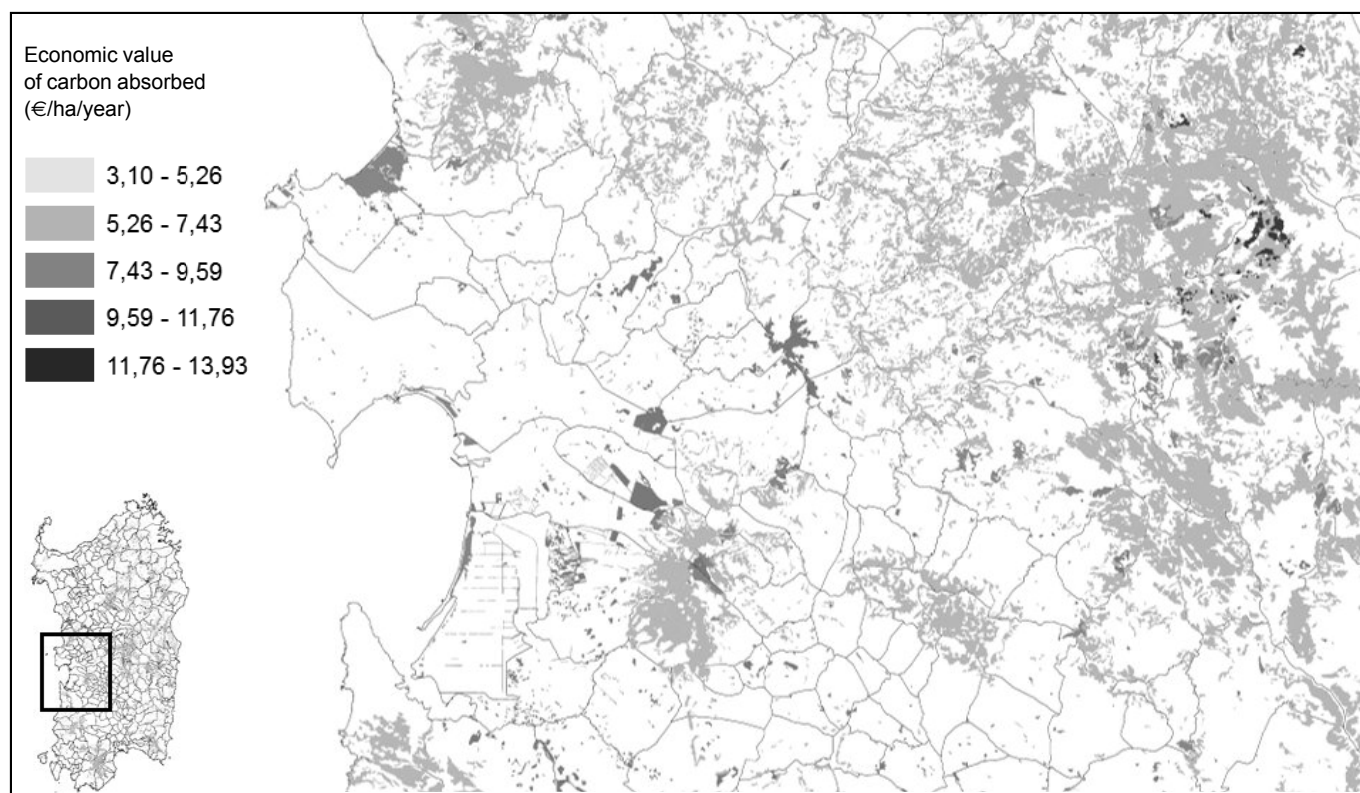 Economic value
of carbon absorbed
(€/ha/year)
3,10 - 5,26
5,26 - 7,43
7,43 - 9,59
9,59 - 11,76
11,76 - 13,93